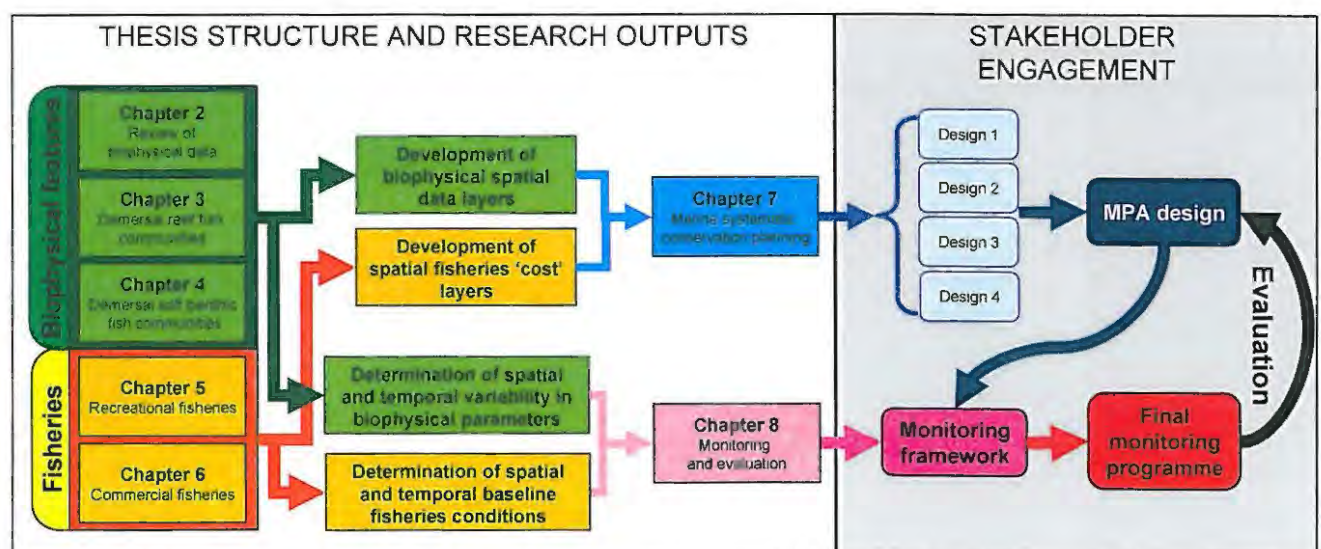 THESIS STRUCTURE AND RESEARCH OUTPUTS
Biophysical features
Chapter 2
Review of
biophysical data
Chapter 3
Demersal reef fish
communities
Chapter 4
Demersal soft benthic
fish communities
Fisheries
Chapter 5
Recreational fisheries
Chapter 6
Commercial fisheries
Development of
biophysical spatial
data layers
Development of
spatial fisheries 'cost'
layers
Determination of spatial
and temporal variability in
biophysical parameters
Determination of spatial
and temporal baseline
fisheries conditions
Chapter 7
Marine systematic
conservation planning
Chapter 8
Monitoring
and evaluation
STAKEHOLDER
ENGAGEMENT
Design 1
Design 2
Design 3
Design 4
MPA design
Monitoring
framework
Final
monitoring
programme
Evaluation